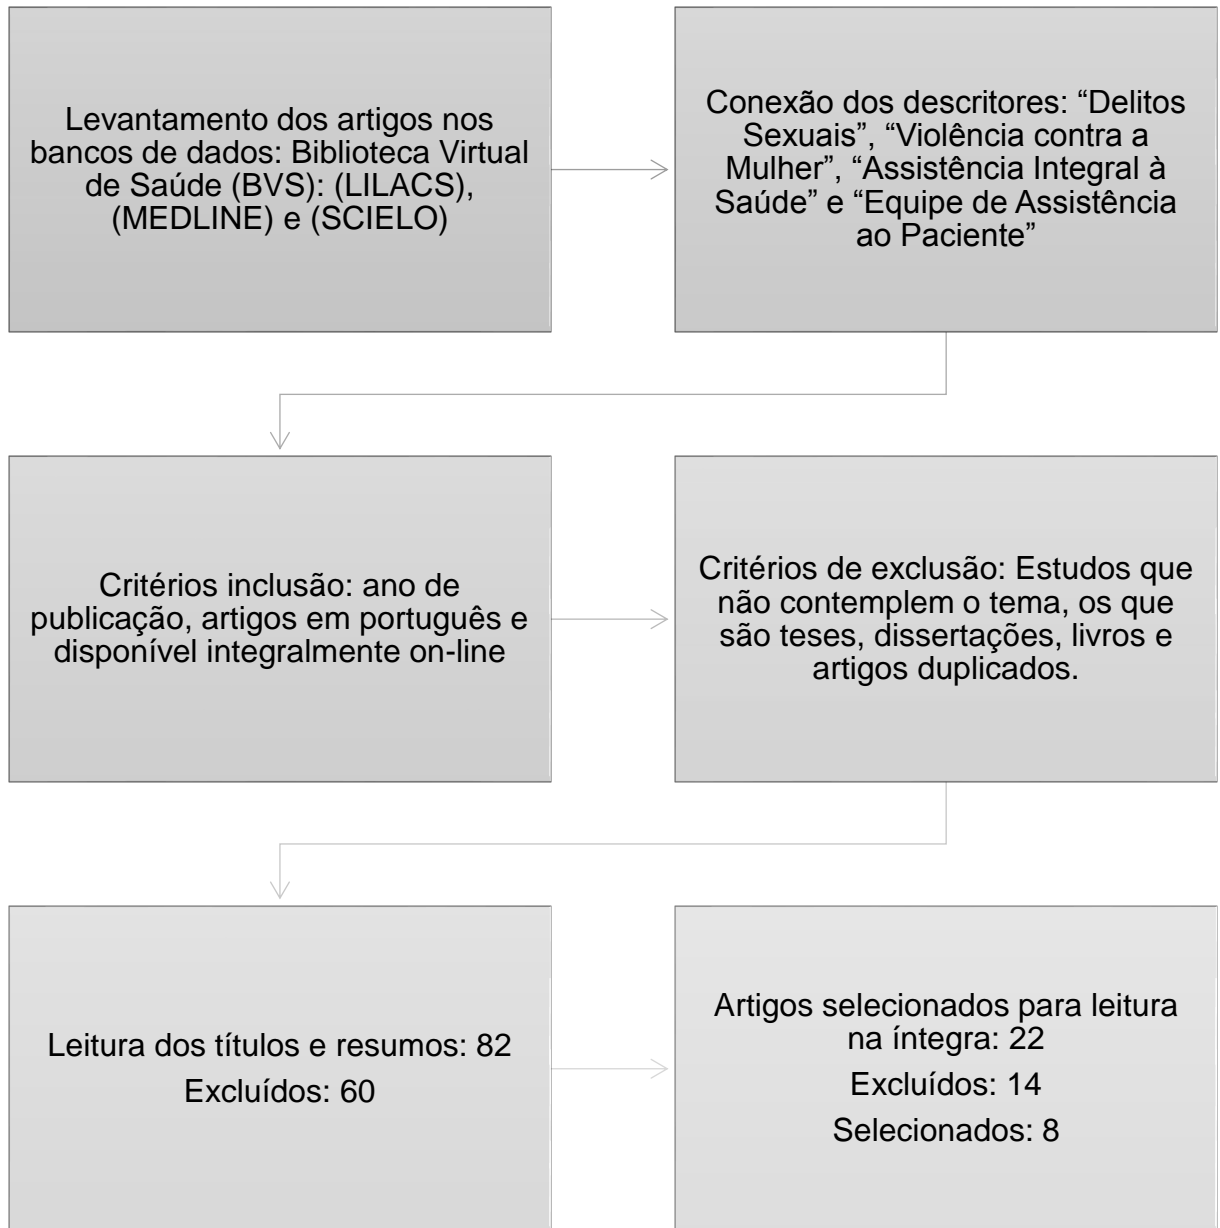 Levantamento dos artigos nos
bancos de dados: Biblioteca Virtual
de Saúde (BVS): (LILACS),
(MEDLINE) e (SCIELO)
Conexão dos descritores: “Delitos
Sexuais”, “Violência contra a
Mulher”, “Assistência Integral à
Saúde” e “Equipe de Assistência
ao Paciente”
Critérios inclusão: ano de
publicação, artigos em português e
disponível integralmente on-line
Critérios de exclusão: Estudos que
não contemplem o tema, os que
são teses, dissertações, livros e
artigos duplicados.
Leitura dos títulos e resumos: 82
Excluídos: 60
Artigos selecionados para leitura
na íntegra: 22
Excluídos: 14
Selecionados: 8